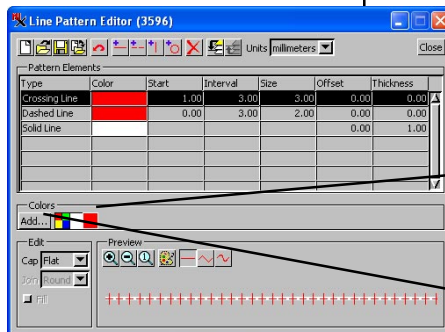 Line Pattern Editor (3596)
Units millimeters Close
Pattern Elements
Type Color Start Interval Size Offset Thickness
Crossing Line 1.00 3.00 3.00 0.00 0.00
Dashed Line 0.00 3.00 2.00 0.00 0.00
Solid Line 0.00 1.00
Colors
Add...
Edit Preview
Cap Flat
Join Round
Fill